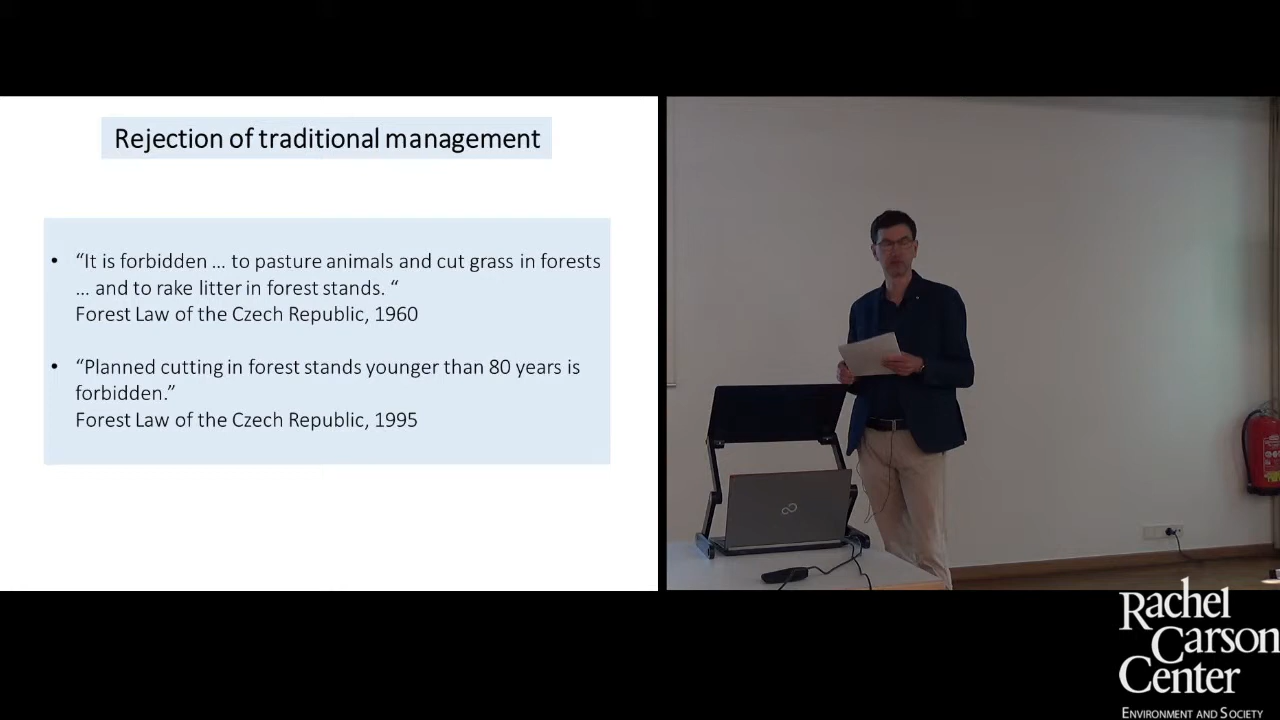 Rejection of traditional management
• “It is forbidden ... to pasture animals and cut grass in forests
... and to rake litter in forest stands. “
Forest Law of the Czech Republic, 1960
• “Planned cutting in forest stands younger than 80 years is
forbidden.”
Forest Law of the Czech Republic, 1995
Rachel
Carson
Center
ENVIRONMENT AND SOCIETY